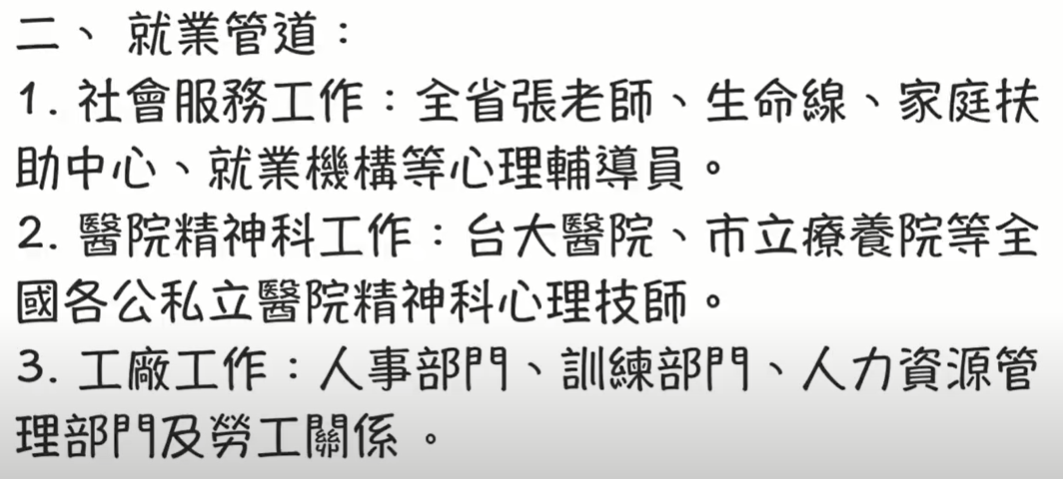 二、 就業管道：
1. 社會服務工作：全省張老師、生命線、家庭扶
助中心、就業機構等心理輔導員。
2. 醫院精神科工作：台大醫院、市立療養院等全
國各公私立醫院精神科心理技師。
3. 工廠工作：人事部門、訓練部門、人力資源管
理部門及勞工關係 。